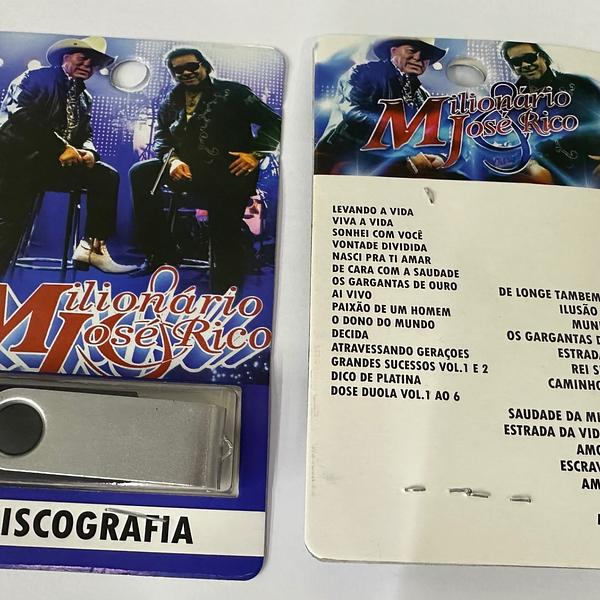 Milionário
José Rico
ISCOGRAFIA
Milionário
José Rico
LEVANDO A VIDA
VIVA A VIDA
SONHEI COM VOCÊ
VONTADE DIVIDIDA
NASCI PRA TI AMAR
DE CARA COM A SAUDADE
OS GARGANTAS DE OURO
AI VIVO
PAIXÃO DE UM HOMEM
O DONO DO MUNDO
DECIDA
ATRAVESSANDO GERAÇOES
GRANDES SUCESSOS VOL.1 E 2
DICO DE PLATINA
DOSE DUOLA VOL.1 AO 6
DE LONGE TAMBEM
ILUSÃO
MUN
OS GARGANTAS D
ESTRADA
REI S
CAMINHO
SAUDADE DA MI
ESTRADA DA VID
AMO
ESCRAV
AM